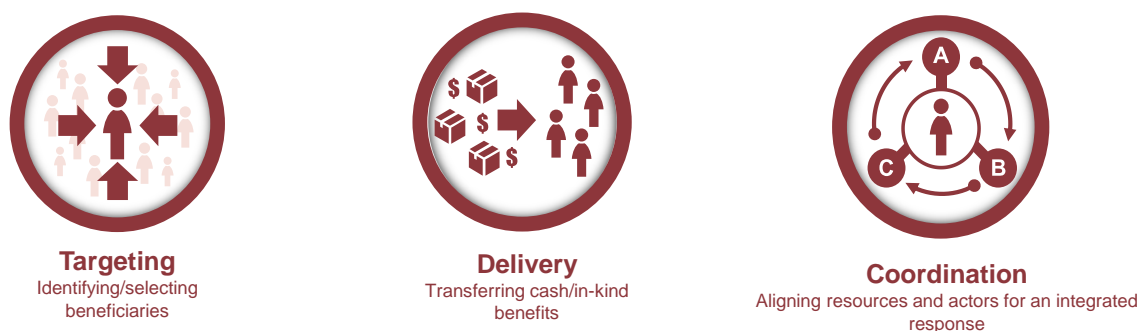 A
C
B
$
$
$
Targeting
Identifying/selecting
beneficiaries
Delivery
Transferring cash/in-kind
benefits
Coordination
Aligning resources and actors for an integrated
response